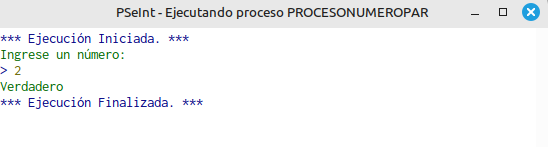 PSeInt - Ejecutando proceso PROCESONUMEROPAR
*** Ejecución Iniciada. ***
Ingrese un número:
> 2
Verdadero
*** Ejecución Finalizada. ***